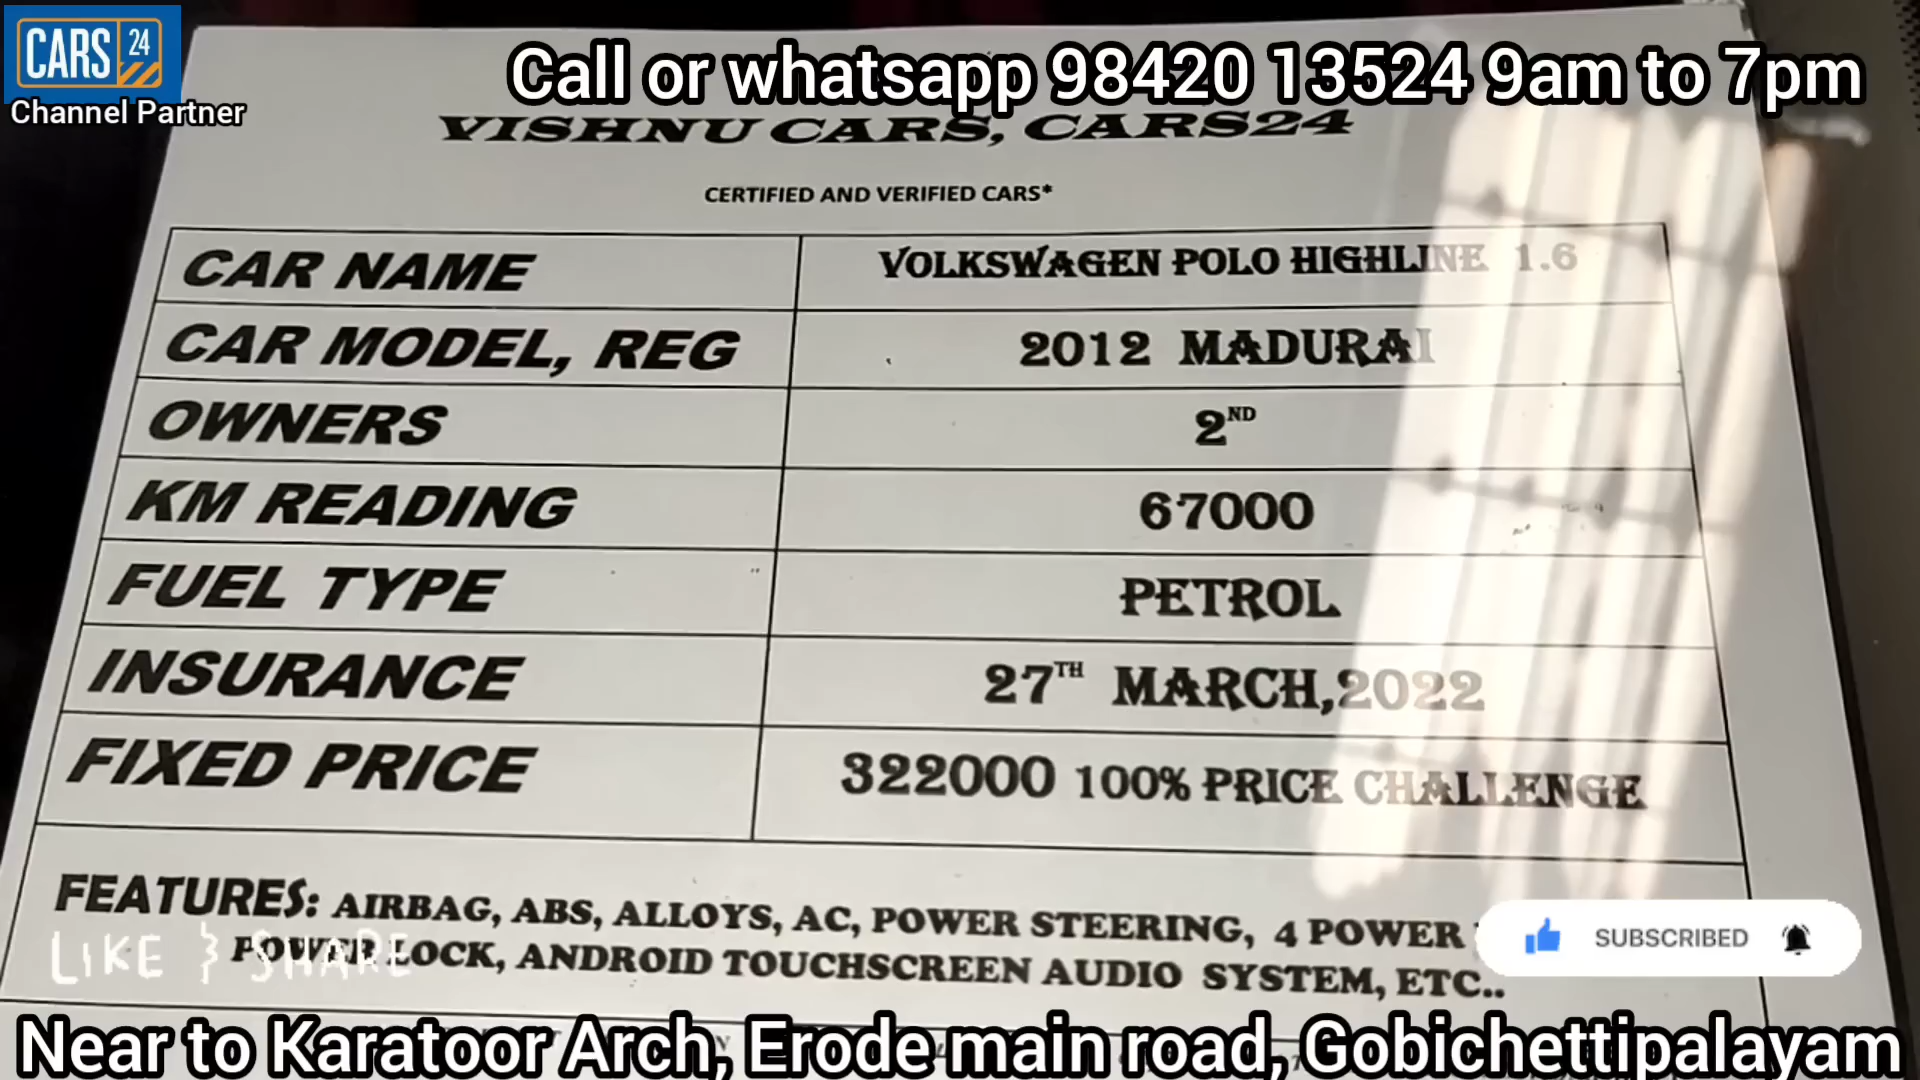 CARS 24
Channel Partner
Call or whatsapp 98420 13524 9am to 7pm
VISHNU CARS, CARS24
CERTIFIED AND VERIFIED CARS*
CAR NAME VOLKSWAGEN POLO HIGHLINE 1.6
CAR MODEL, REG 2012 MADURAI
OWNERS 2ND
KM READING 67000
FUEL TYPE PETROL
INSURANCE 27TH MARCH,2022
FIXED PRICE 322000 100% PRICE CHALLENGE
FEATURES: AIRBAG, ABS, ALLOYS, AC, POWER STEERING, 4 POWER
POWER LOCK, ANDROID TOUCHSCREEN AUDIO SYSTEM, ETC..
LIKE & SHARE
SUBSCRIBED
Near to Karatoor Arch, Erode main road, Gobichettipalayam